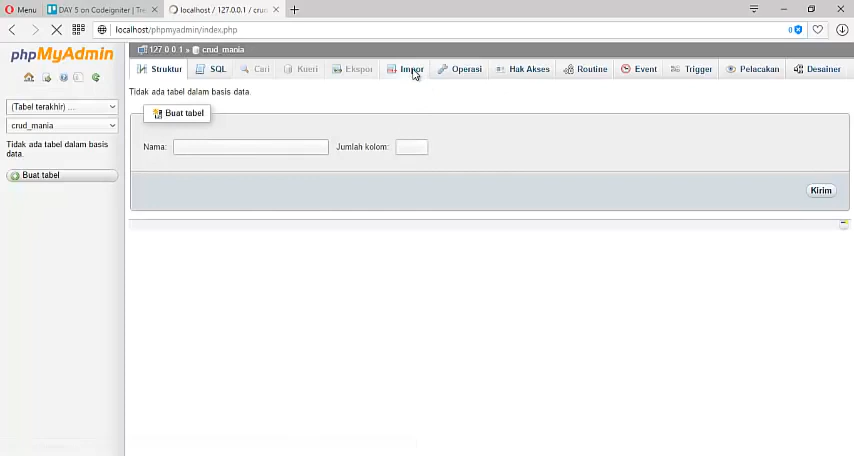 Menu
DAY 5 on Codeigniter | Tre
localhost / 127.0.0.1 / crud
localhost/phpmyadmin/index.php
0
phpMyAdmin
(Tabel terakhir) ...
crud_mania
Tidak ada tabel dalam basis
data.
Buat tabel
127.0.0.1 » crud_mania
Struktur SQL Cari Kueri Ekspor Impor Operasi Hak Akses Routine Event Trigger Pelacakan Desainer
Tidak ada tabel dalam basis data.
Buat tabel
Nama: Jumlah kolom:
Kirim